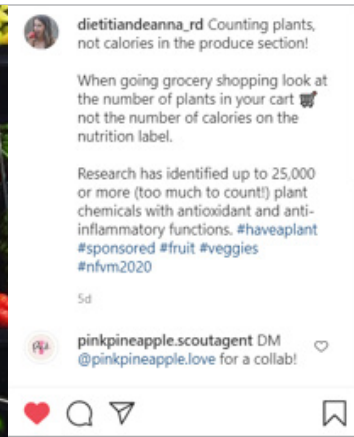 dietitiandeanna_rd Counting plants,
not calories in the produce section!
When going grocery shopping look at
the number of plants in your cart 🛒
not the number of calories on the
nutrition label.
Research has identified up to 25,000
or more (too much to count!) plant
chemicals with antioxidant and anti-
inflammatory functions. #haveaplant
#sponsored #fruit #veggies
#nfvm2020
5d
pinkpineapple.scoutagent DM
@pinkpineapple.love for a collab!